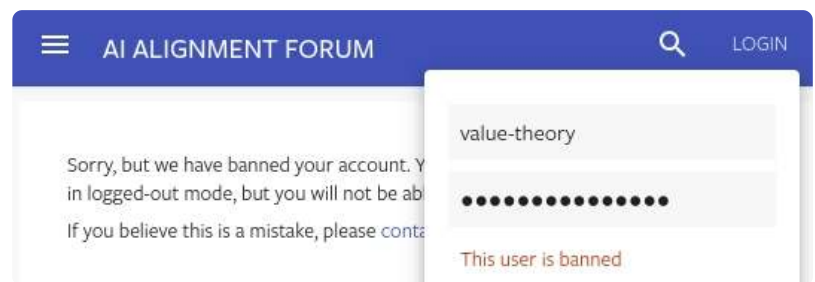 AI ALIGNMENT FORUM
LOGIN
Sorry, but we have banned your account. Y
in logged-out mode, but you will not be ab
If you believe this is a mistake, please conta
value-theory
••••••••••••••••
This user is banned